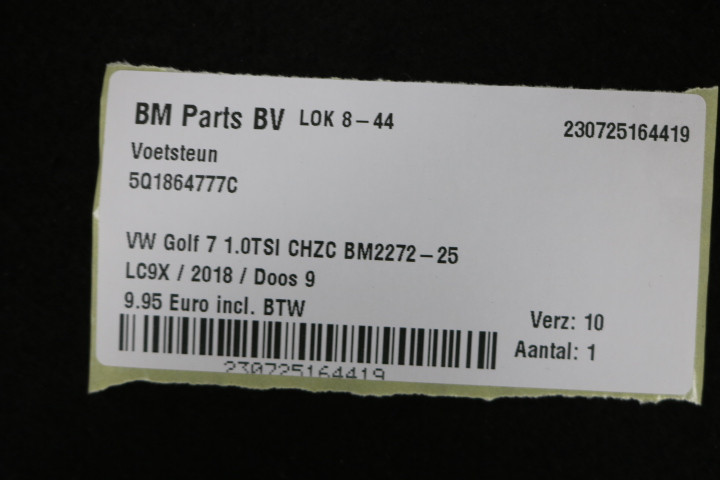 BM Parts BV LOK 8-44 230725164419
Voetsteun
5Q1864777C
VW Golf 7 1.0TSI CHZC BM2272-25
LC9X / 2018 / Doos 9
9.95 Euro incl. BTW
Verz: 10
Aantal: 1
230725164419